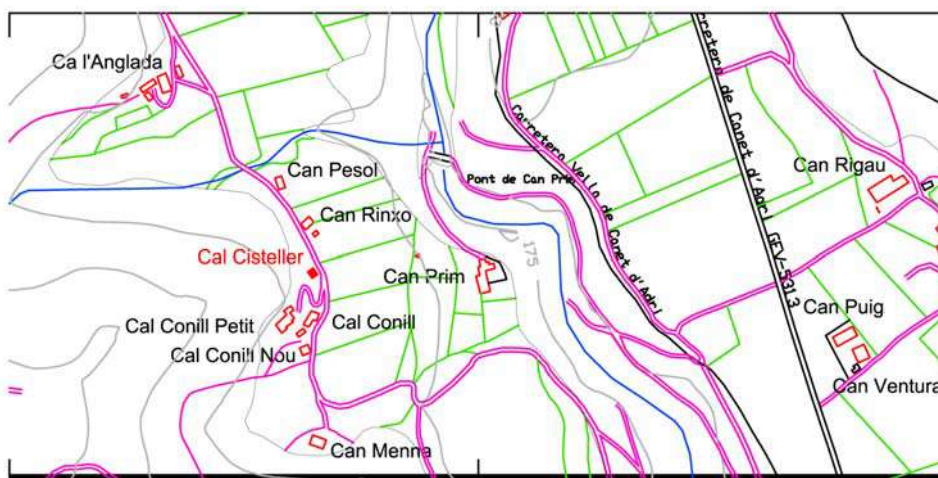 Ca l'Anglada
Can Pesol
Can Rinxo
Cal Cisteller
Can Prim
Cal Conill Petit
Cal Conill
Cal Conill Nou
Can Menna
Pont de Can Prim
175
Carretera Vella de Canet d'Adri
Carretera de Canet d'Adri GEV-5313
Can Rigau
Can Puig
Can Ventura